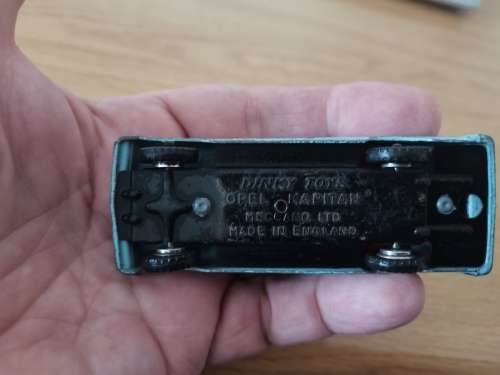 DINKY TOYS
OPEL KAPITAN
MECCANO LTD
MADE IN ENGLAND